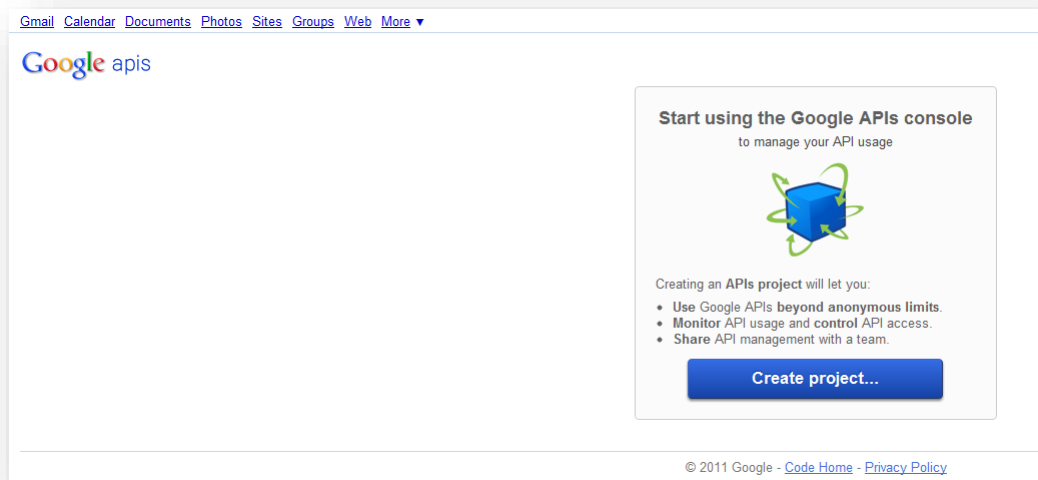 Gmail Calendar Documents Photos Sites Groups Web More ▼
Google apis
Start using the Google APIs console
to manage your API usage
Creating an APIs project will let you:
• Use Google APIs beyond anonymous limits.
• Monitor API usage and control API access.
• Share API management with a team.
Create project...
© 2011 Google - Code Home - Privacy Policy